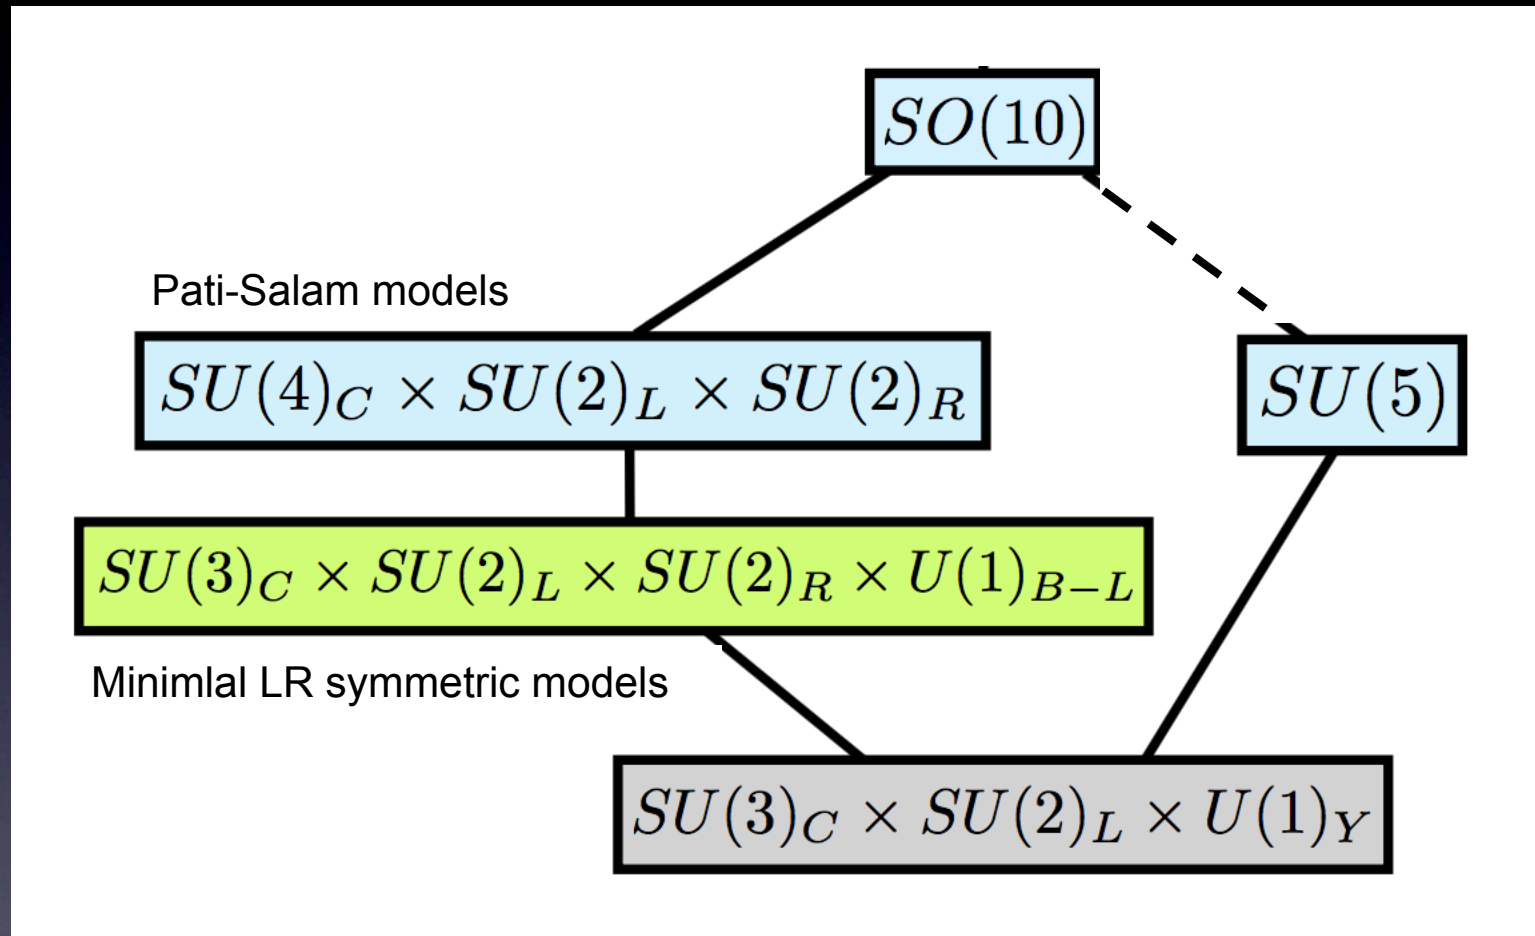 SO(10)
Pati-Salam models
SU(4)_C × SU(2)_L × SU(2)_R
SU(5)
SU(3)_C × SU(2)_L × SU(2)_R × U(1)_{B−L}
Minimlal LR symmetric models
SU(3)_C × SU(2)_L × U(1)_Y